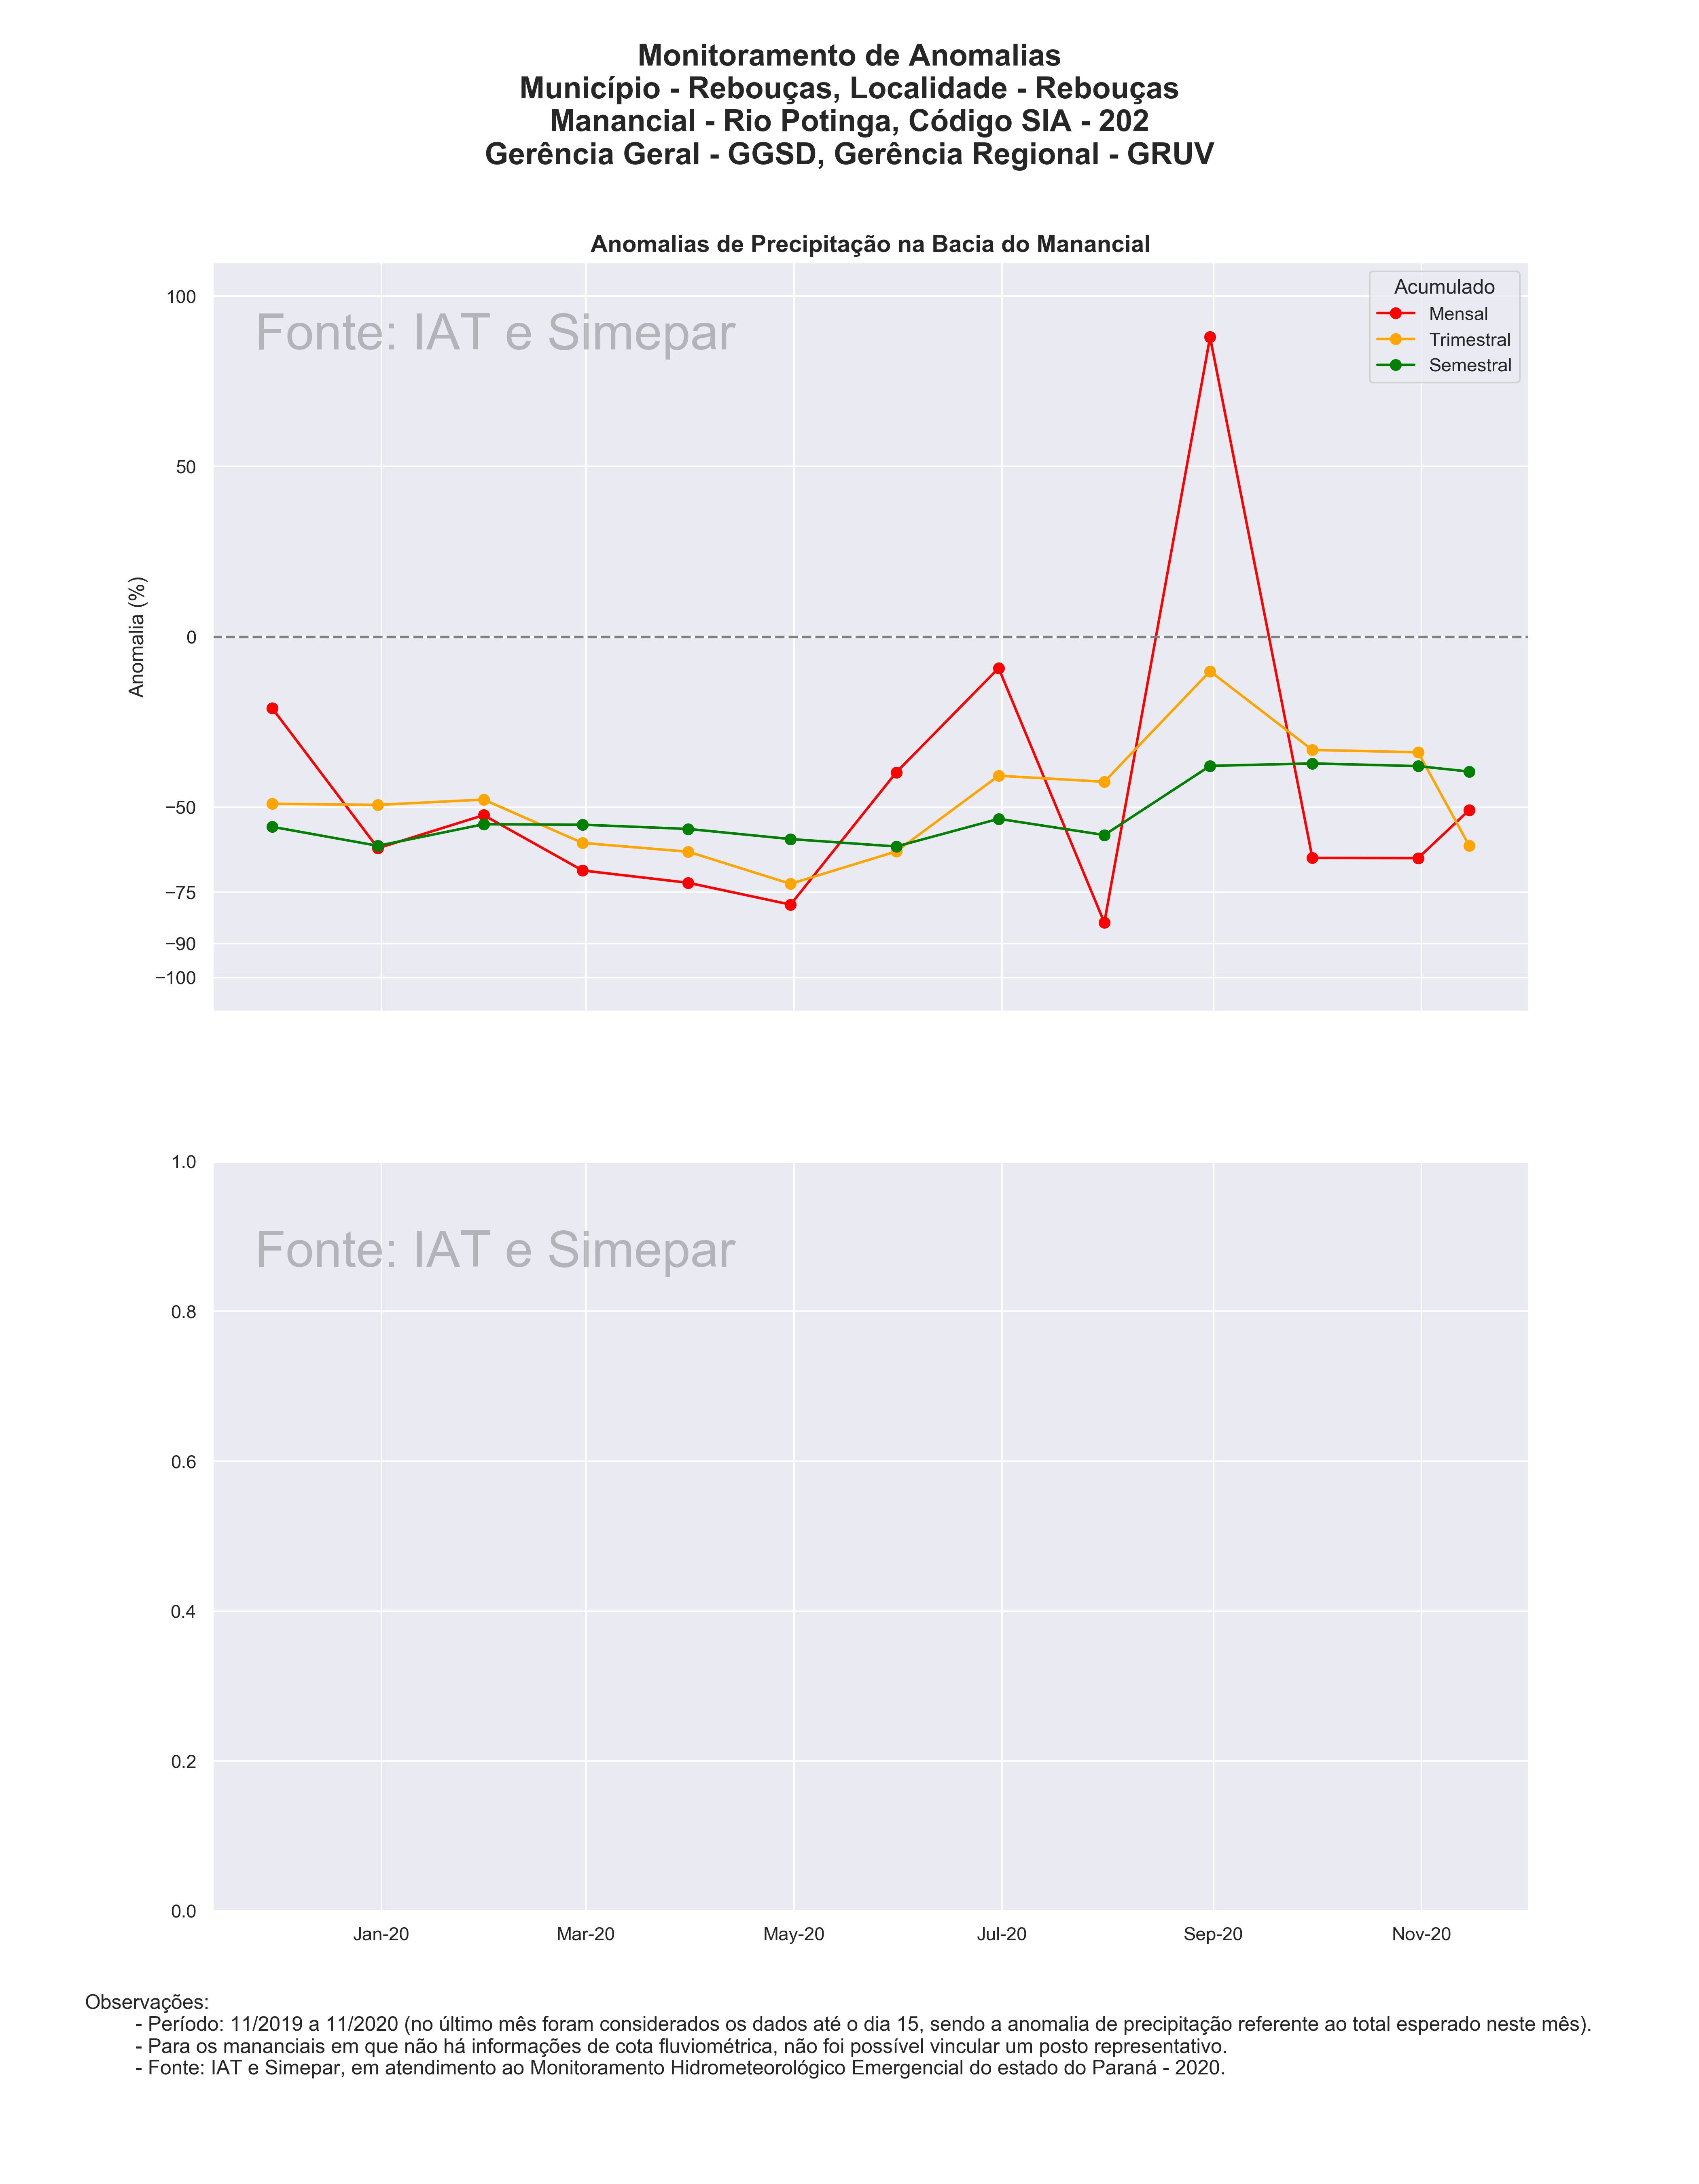 Monitoramento de Anomalias
Município - Rebouças, Localidade - Rebouças
Manancial - Rio Potinga, Código SIA - 202
Gerência Geral - GGSD, Gerência Regional - GRUV
Anomalias de Precipitação na Bacia do Manancial
Fonte: IAT e Simepar
Acumulado
Mensal
Trimestral
Semestral
Anomalia (%)
100
50
0
−50
−75
−90
−100
Fonte: IAT e Simepar
1.0
0.8
0.6
0.4
0.2
0.0
Jan-20 Mar-20 May-20 Jul-20 Sep-20 Nov-20
Observações:
- Período: 11/2019 a 11/2020 (no último mês foram considerados os dados até o dia 15, sendo a anomalia de precipitação referente ao total esperado neste mês).
- Para os mananciais em que não há informações de cota fluviométrica, não foi possível vincular um posto representativo.
- Fonte: IAT e Simepar, em atendimento ao Monitoramento Hidrometeorológico Emergencial do estado do Paraná - 2020.